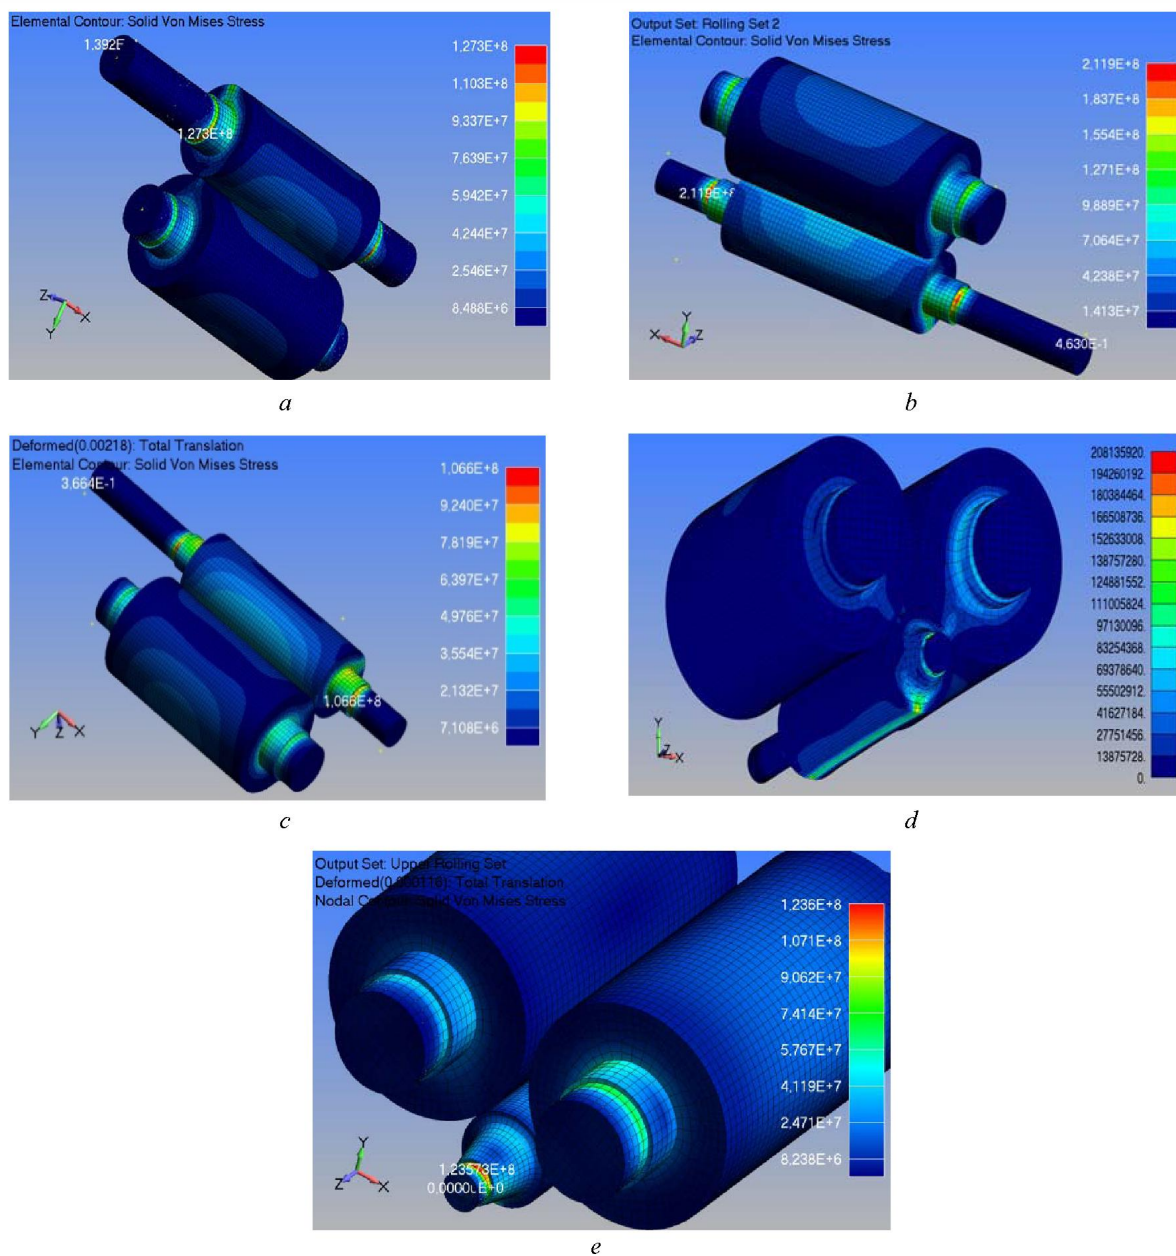 Elemental Contour: Solid Von Mises Stress
1,273E+8
1,103E+8
9,337E+7
7,639E+7
5,942E+7
4,244E+7
2,546E+7
8,488E+6
1,273E+8
Z X
Y
a
Output Set: Rolling Set 2
Elemental Contour: Solid Von Mises Stress
2,119E+8
1,837E+8
1,554E+8
1,271E+8
9,889E+7
7,064E+7
4,238E+7
1,413E+7
2,119E+8
4,630E-1
Y
X Z
b
Deformed(0.00218): Total Translation
Elemental Contour: Solid Von Mises Stress
3,664E-1
1,066E+8
9,240E+7
7,819E+7
6,397E+7
4,976E+7
3,554E+7
2,132E+7
7,108E+6
1,066E+8
Y Z X
c
208135920.
194260192.
180384464.
166508736.
152633008.
138757280.
124881552.
111005824.
97130096.
83254368.
69378640.
55502912.
41627184.
27751456.
13875728.
0.
Y
Z
X
d
Output Set: Upper Rolling Set
Deformed(0.000116): Total Translation
Nodal Contour: Solid Von Mises Stress
1,236E+8
1,071E+8
9,062E+7
7,414E+7
5,767E+7
4,119E+7
2,471E+7
8,238E+6
1,23573E+8
Y
Z X
e